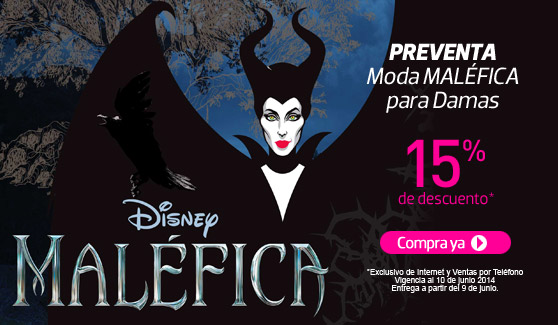 PREVENTA
Moda MALÉFICA
para Damas
15%
de descuento*
Compra ya
*Exclusivo de Internet y Ventas por Teléfono
Vigencia al 10 de junio 2014
Entrega a partir del 9 de junio.
Disney
MALÉFICA